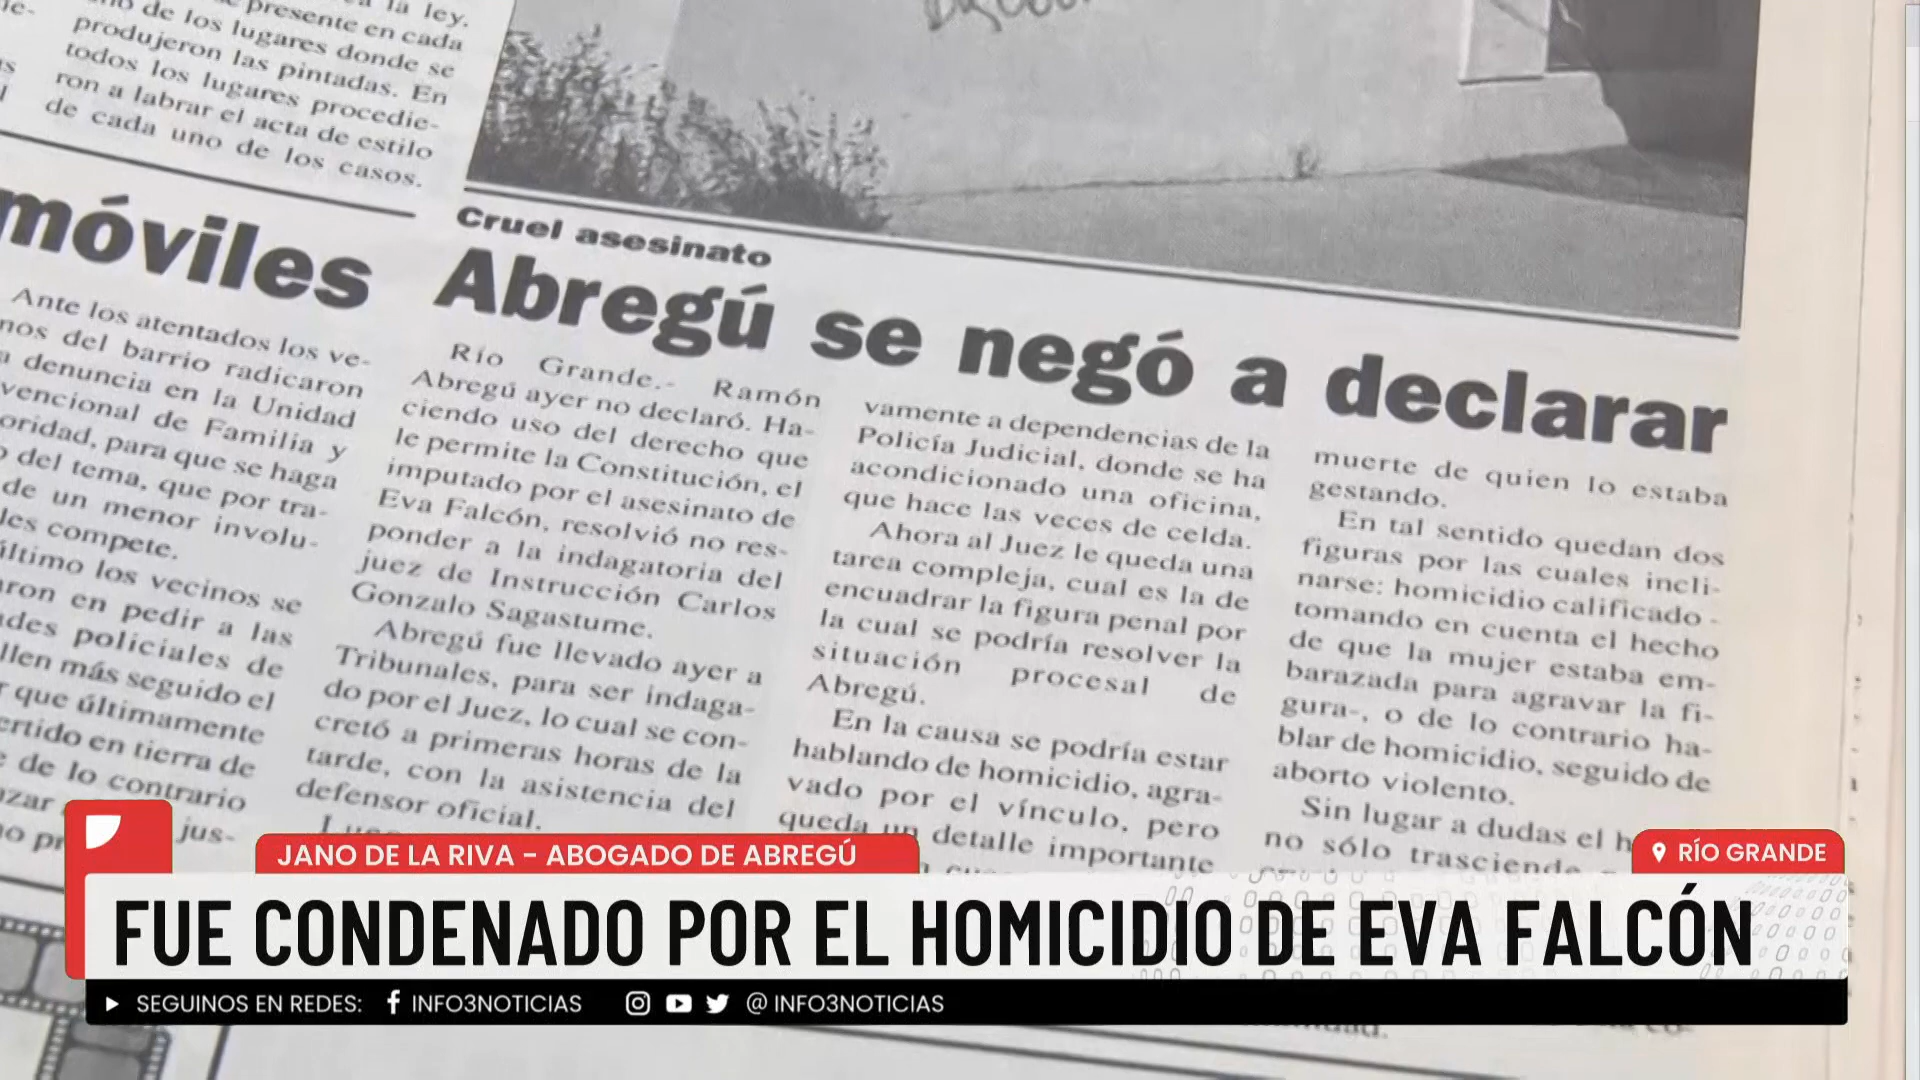 la ley.
presente en cada
de los lugares donde se
produjeron las pintadas. En
todos los lugares procedie-
ron a labrar el acta de estilo
de cada uno de los casos.
móviles
Ante los atentados los ve-
nos del barrio radicaron
denuncia en la Unidad
vencional de Familia y
oridad, para que se haga
del tema, que por tra-
de un menor involu-
les compete.
último los vecinos se
aron en pedir a las
ades policiales de
llen más seguido el
que últimamente
ertido en tierra de
de lo contrario
azar
jus-
Cruel asesinato
Abregú se negó a declarar
Río Grande.- Ramón
Abregú ayer no declaró. Ha-
ciendo uso del derecho que
le permite la Constitución, el
imputado por el asesinato de
Eva Falcón, resolvió no res-
ponder a la indagatoria del
juez de Instrucción Carlos
Gonzalo Sagastume.
Abregú fue llevado ayer a
Tribunales, para ser indaga-
do por el Juez, lo cual se con-
cretó a primeras horas de la
tarde, con la asistencia del
defensor oficial.
vamente a dependencias de la
Policía Judicial, donde se ha
acondicionado una oficina,
que hace las veces de celda.
Ahora al Juez le queda una
tarea compleja, cual es la de
encuadrar la figura penal por
la cual se podría resolver la
situación procesal de
Abregú.
En la causa se podría estar
hablando de homicidio, agra-
vado por el vínculo, pero
queda un detalle importante
muerte de quien lo estaba
gestando.
En tal sentido quedan dos
figuras por las cuales incli-
narse: homicidio calificado -
tomando en cuenta el hecho
de que la mujer estaba em-
barazada para agravar la fi-
gura-, o de lo contrario ha-
blar de homicidio, seguido de
aborto violento.
Sin lugar a dudas el h
no sólo trasciende
JANO DE LA RIVA - ABOGADO DE ABREGÚ
RÍO GRANDE
FUE CONDENADO POR EL HOMICIDIO DE EVA FALCÓN
SEGUINOS EN REDES: INFO3NOTICIAS @INFO3NOTICIAS